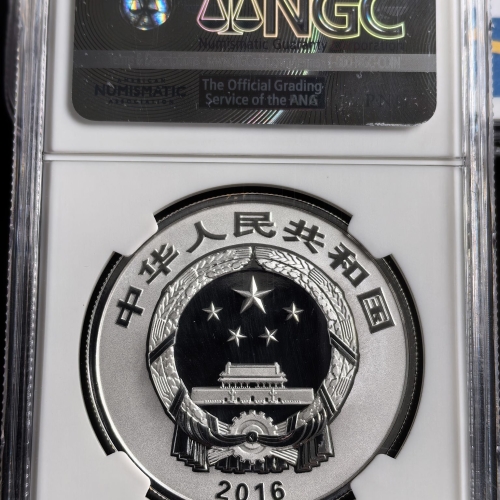 NGC
Numismatic Guaranty
NUMISMATIC
The Official Grading
Service of the ANA
中华人民共和国
2016